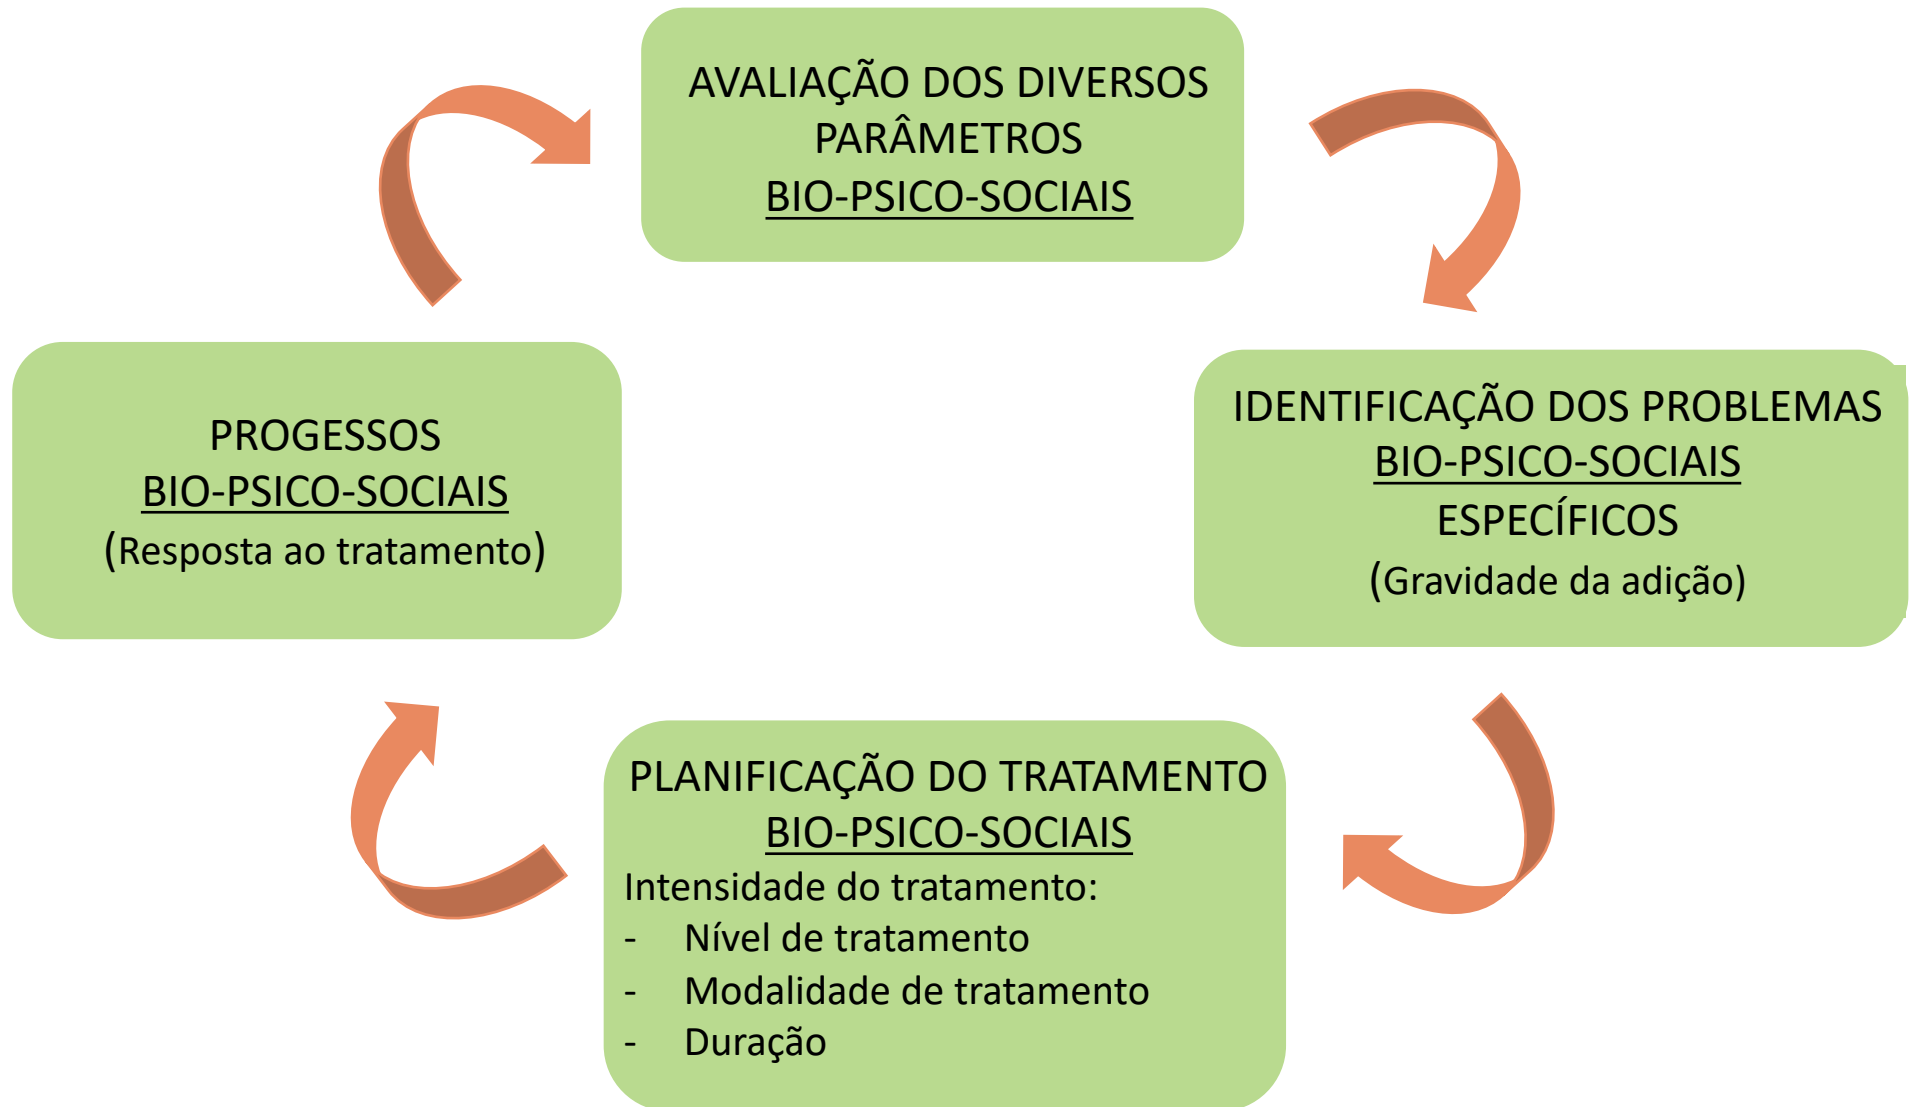 AVALIAÇÃO DOS DIVERSOS
PARÂMETROS
BIO-PSICO-SOCIAIS
IDENTIFICAÇÃO DOS PROBLEMAS
BIO-PSICO-SOCIAIS
ESPECÍFICOS
(Gravidade da adição)
PLANIFICAÇÃO DO TRATAMENTO
BIO-PSICO-SOCIAIS
Intensidade do tratamento:
- Nível de tratamento
- Modalidade de tratamento
- Duração
PROGESSOS
BIO-PSICO-SOCIAIS
(Resposta ao tratamento)